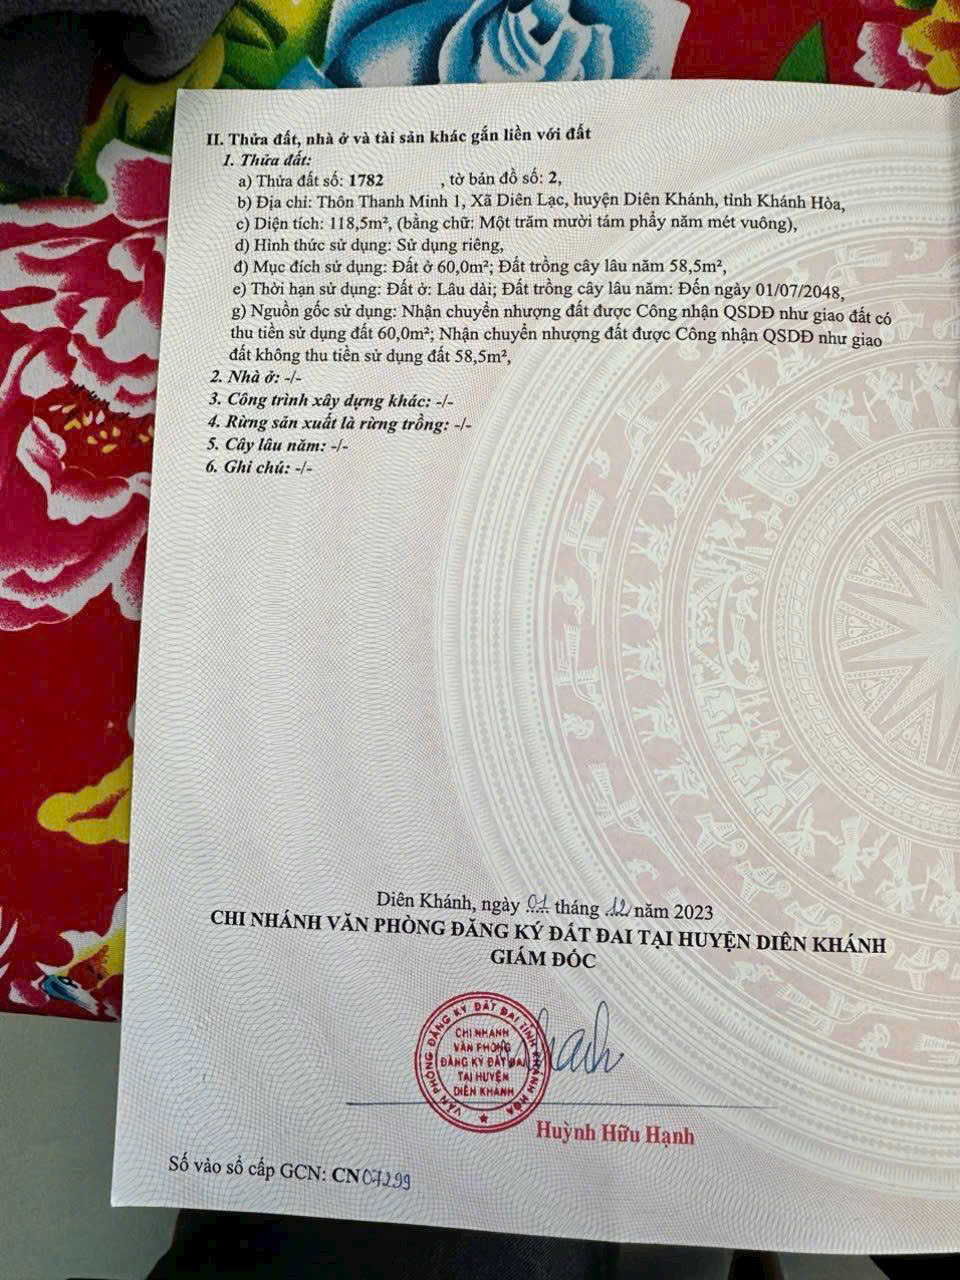 II. Thửa đất, nhà ở và tài sản khác gắn liền với đất
1. Thửa đất:
a) Thửa đất số: 1782 , tờ bản đồ số: 2,
b) Địa chỉ: Thôn Thanh Minh 1, Xã Diên Lạc, huyện Diên Khánh, tỉnh Khánh Hòa,
c) Diện tích: 118,5m², (bằng chữ: Một trăm mười tám phẩy năm mét vuông),
d) Hình thức sử dụng: Sử dụng riêng,
đ) Mục đích sử dụng: Đất ở 60,0m²; Đất trồng cây lâu năm 58,5m²,
e) Thời hạn sử dụng: Đất ở: Lâu dài; Đất trồng cây lâu năm: Đến ngày 01/07/2048,
g) Nguồn gốc sử dụng: Nhận chuyển nhượng đất được Công nhận QSDĐ như giao đất có
thu tiền sử dụng đất 60,0m²; Nhận chuyển nhượng đất được Công nhận QSDĐ như giao
đất không thu tiền sử dụng đất 58,5m²,
2. Nhà ở: -/-
3. Công trình xây dựng khác: -/-
4. Rừng sản xuất là rừng trồng: -/-
5. Cây lâu năm: -/-
6. Ghi chú: -/-
Diên Khánh, ngày 01 tháng 12 năm 2023
CHI NHÁNH VĂN PHÒNG ĐĂNG KÝ ĐẤT ĐAI TẠI HUYỆN DIÊN KHÁNH
GIÁM ĐỐC
VĂN PHÒNG ĐĂNG KÝ ĐẤT ĐAI TỈNH KHÁNH HÒA
CHI NHÁNH
VĂN PHÒNG
ĐĂNG KÝ ĐẤT ĐAI
TẠI HUYỆN
DIÊN KHÁNH
Huỳnh Hữu Hạnh
Số vào sổ cấp GCN: CN07299